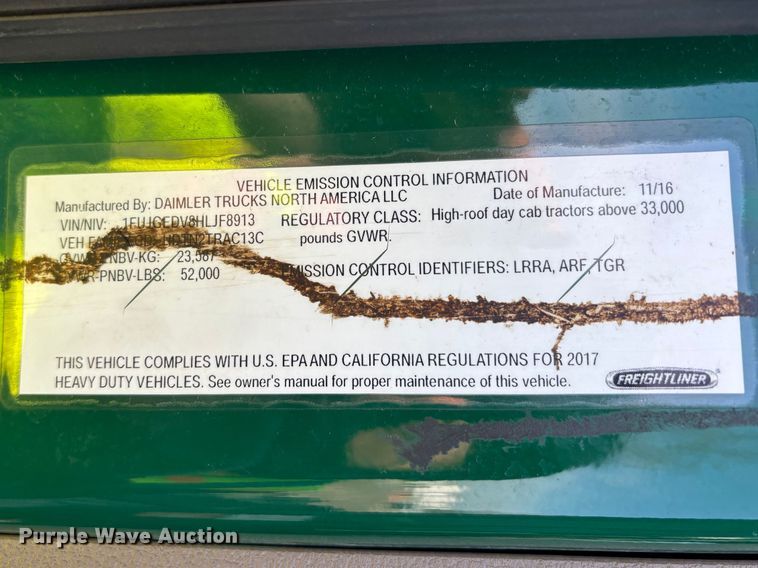 VEHICLE EMISSION CONTROL INFORMATION
Manufactured By: DAIMLER TRUCKS NORTH AMERICA LLC Date of Manufacture: 11/16
VIN/NIV: REGULATORY CLASS: High-roof day cab tractors above 33,000
VEH pounds GVWR.
23,587
52,000 EMISSION CONTROL IDENTIFIERS: LRRA, ARF, TGR
THIS VEHICLE COMPLIES WITH U.S. EPA AND CALIFORNIA REGULATIONS FOR 2017
HEAVY DUTY VEHICLES. See owner's manual for proper maintenance of this vehicle.
FREIGHTLINER
Purple Wave Auction